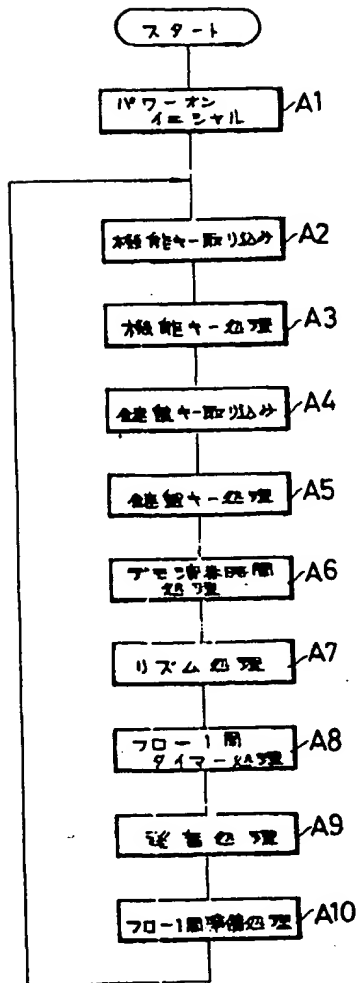 スタート
パワーオン
イニシャル
A1
機能キー取り込み
A2
機能キー処理
A3
鍵盤キー取り込み
A4
鍵盤キー処理
A5
デモ演奏時間
処理
A6
リズム処理
A7
フロー1周
タイマー処理
A8
発音処理
A9
フロー1周準備処理
A10